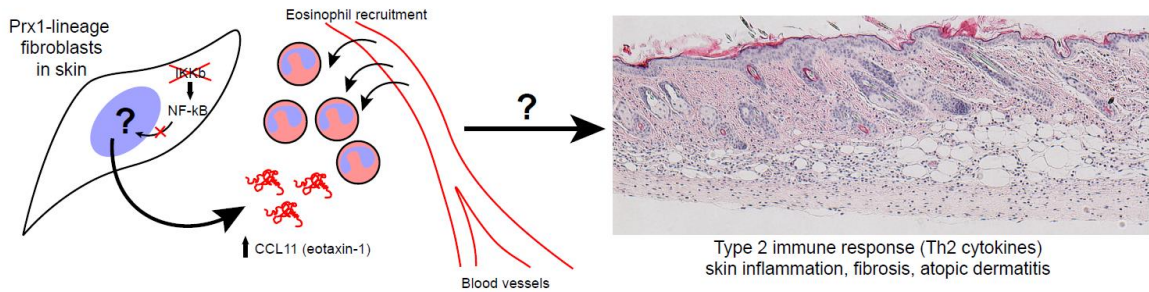 Prx1-lineage
fibroblasts
in skin
IKKb
NF-kB
?
Eosinophil recruitment
CCL11 (eotaxin-1)
Blood vessels
?
Type 2 immune response (Th2 cytokines)
skin inflammation, fibrosis, atopic dermatitis